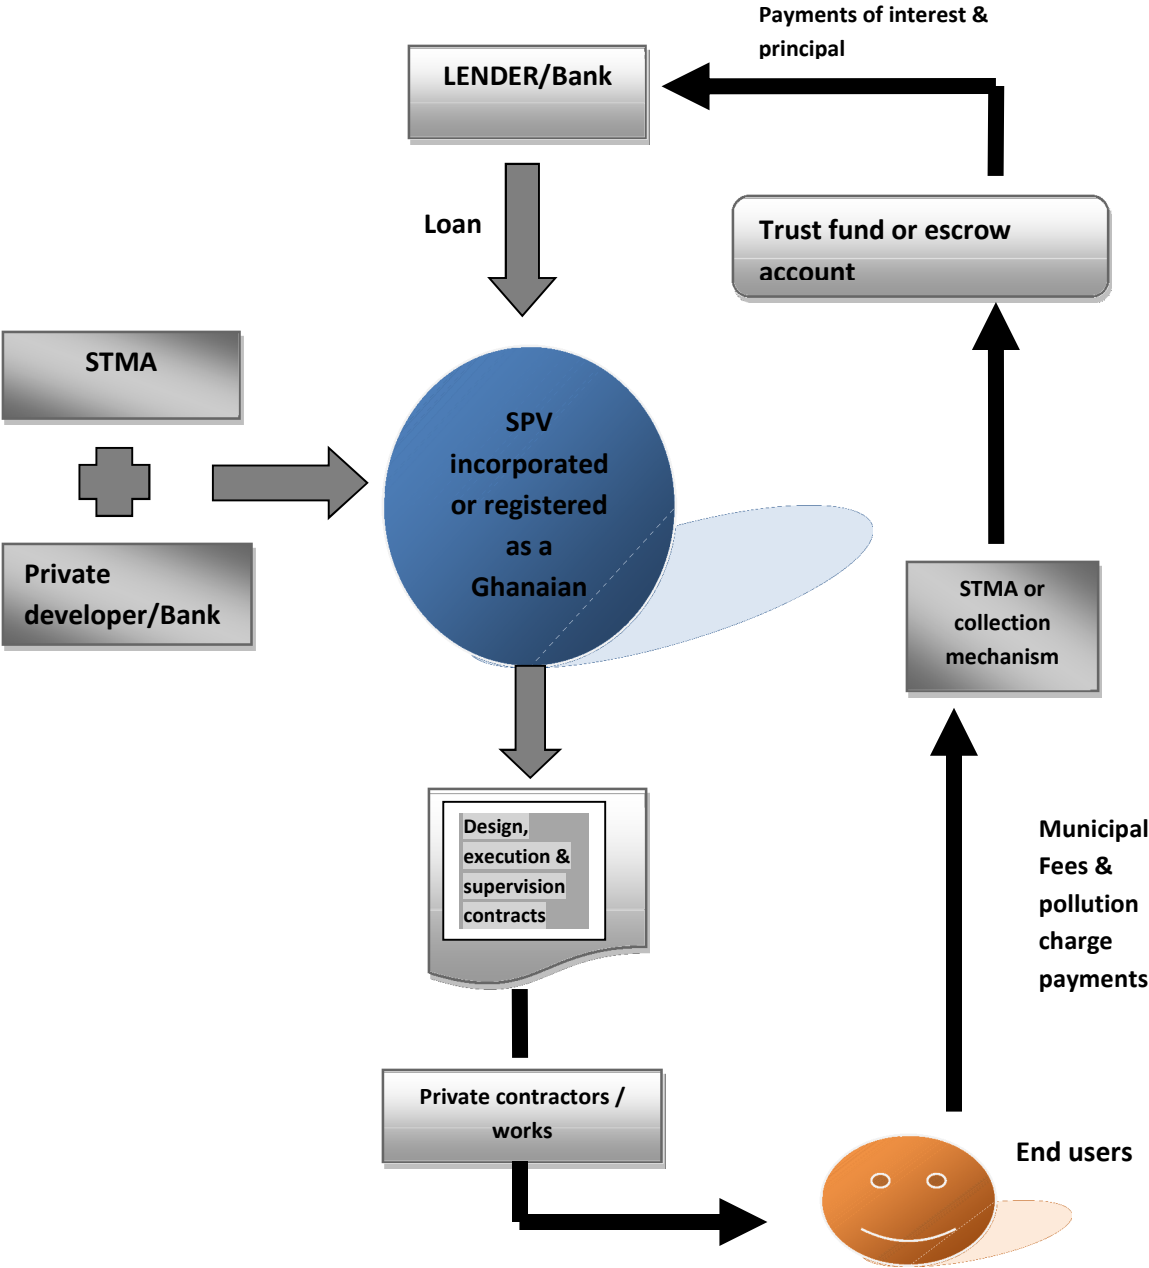 Payments of interest &
principal
LENDER/Bank
Loan
Trust fund or escrow
account
STMA
SPV
incorporated
or registered
as a
Ghanaian
Private
developer/Bank
STMA or
collection
mechanism
Design,
execution &
supervision
contracts
Municipal
Fees &
pollution
charge
payments
Private contractors /
works
End users